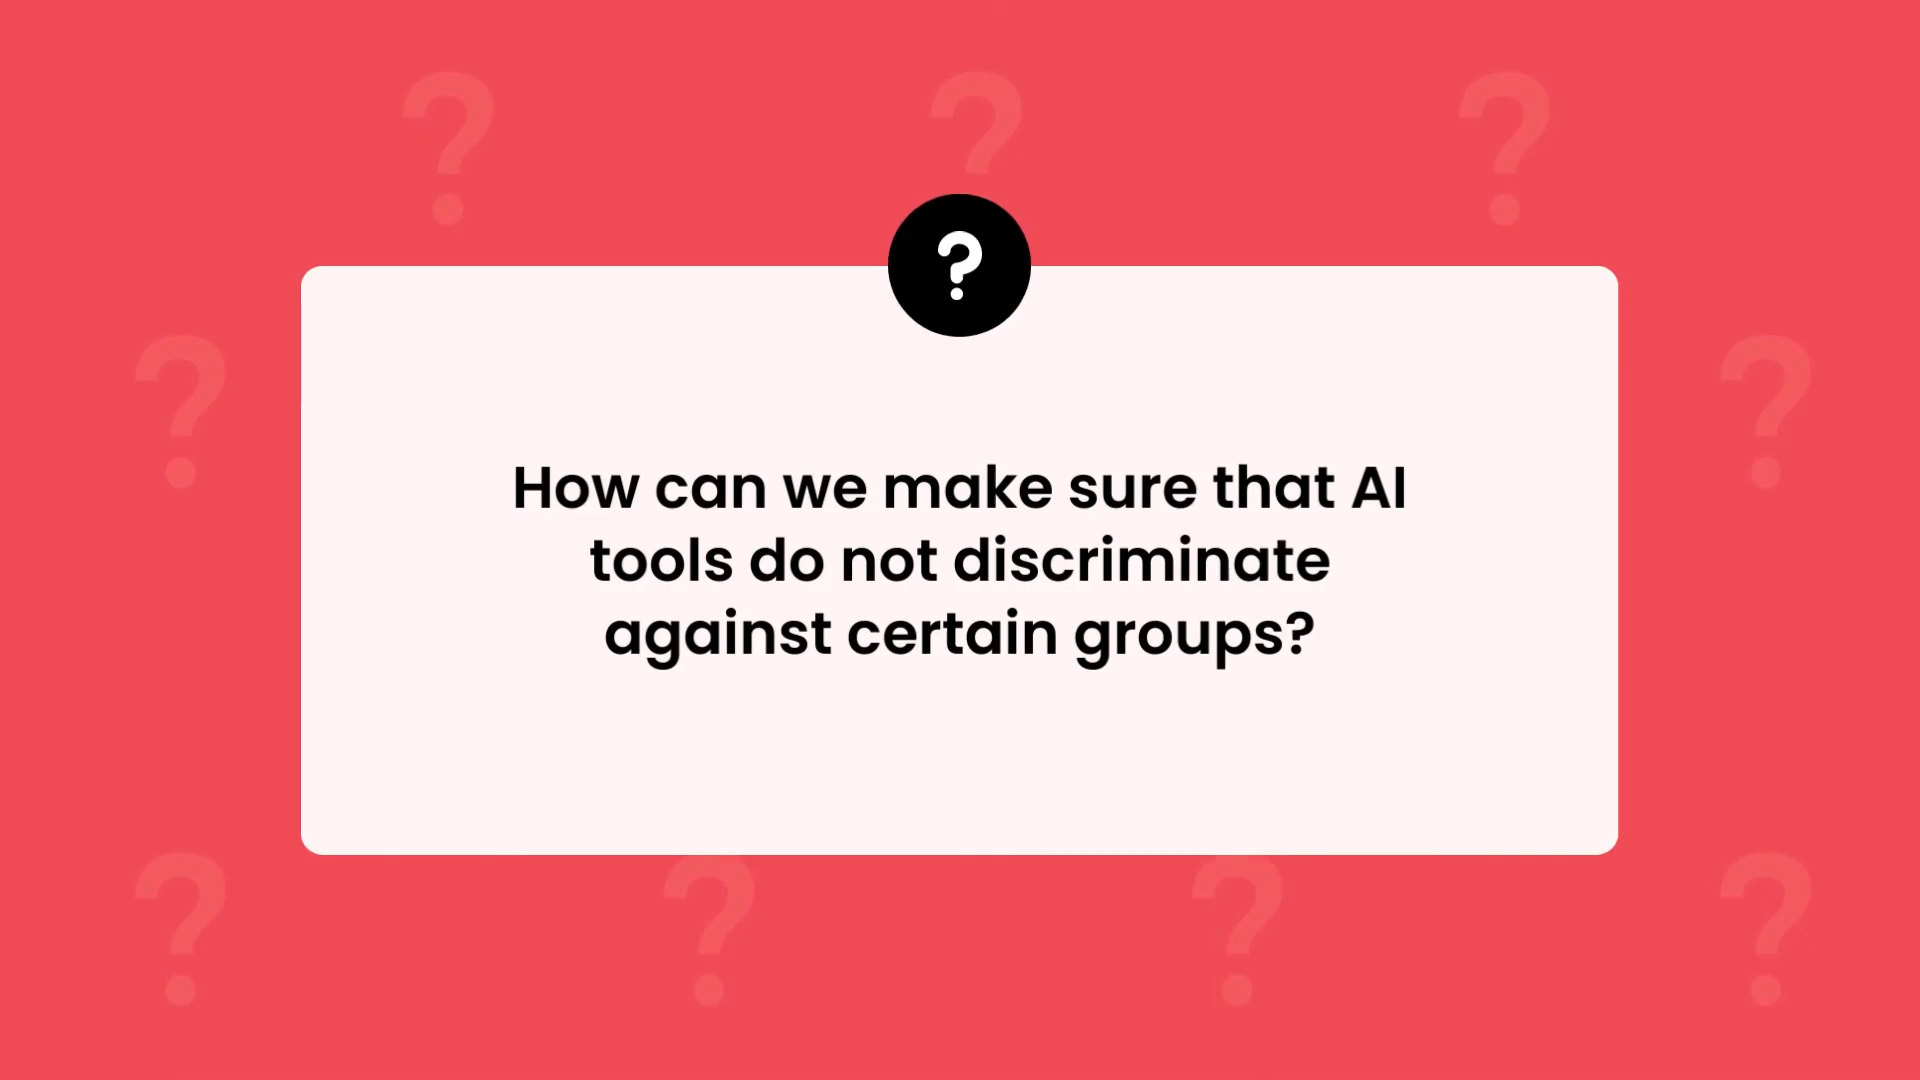 ?
How can we make sure that AI
tools do not discriminate
against certain groups?